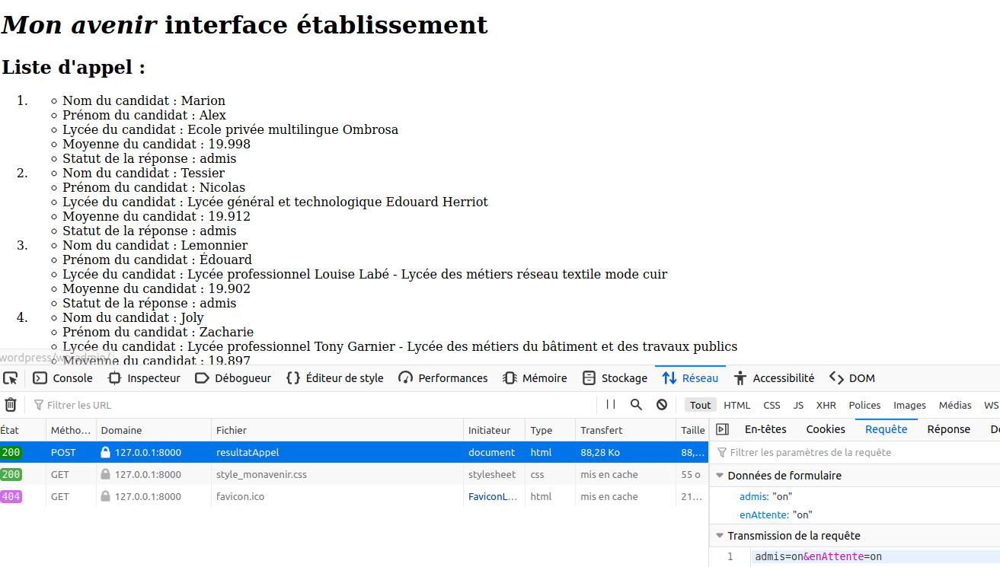 Mon avenir interface établissement
Liste d'appel :
1. ◦ Nom du candidat : Marion
◦ Prénom du candidat : Alex
◦ Lycée du candidat : Ecole privée multilingue Ombrosa
◦ Moyenne du candidat : 19.998
◦ Statut de la réponse : admis
2. ◦ Nom du candidat : Tessier
◦ Prénom du candidat : Nicolas
◦ Lycée du candidat : Lycée général et technologique Edouard Herriot
◦ Moyenne du candidat : 19.912
◦ Statut de la réponse : admis
3. ◦ Nom du candidat : Lemonnier
◦ Prénom du candidat : Édouard
◦ Lycée du candidat : Lycée professionnel Louise Labé - Lycée des métiers réseau textile mode cuir
◦ Moyenne du candidat : 19.902
◦ Statut de la réponse : admis
4. ◦ Nom du candidat : Joly
◦ Prénom du candidat : Zacharie
◦ Lycée du candidat : Lycée professionnel Tony Garnier - Lycée des métiers du bâtiment et des travaux publics
wordpress/wp-admin/
◦ Moyenne du candidat : 19.897
Console Inspecteur Débogueur Éditeur de style Performances Mémoire Stockage Réseau Accessibilité DOM
Filtrer les URL Tout HTML CSS JS XHR Polices Images Médias WS
État Métho... Domaine Fichier Initiateur Type Transfert Taille
200 POST 127.0.0.1:8000 resultatAppel document html 88,28 Ko 88,...
200 GET 127.0.0.1:8000 style_monavenir.css stylesheet css mis en cache 55 o
404 GET 127.0.0.1:8000 favicon.ico FaviconL... html mis en cache 21...
En-têtes Cookies Requête Réponse
Filtrer les paramètres de la requête
Données de formulaire
admis: "on"
enAttente: "on"
Transmission de la requête
1 admis=on&enAttente=on